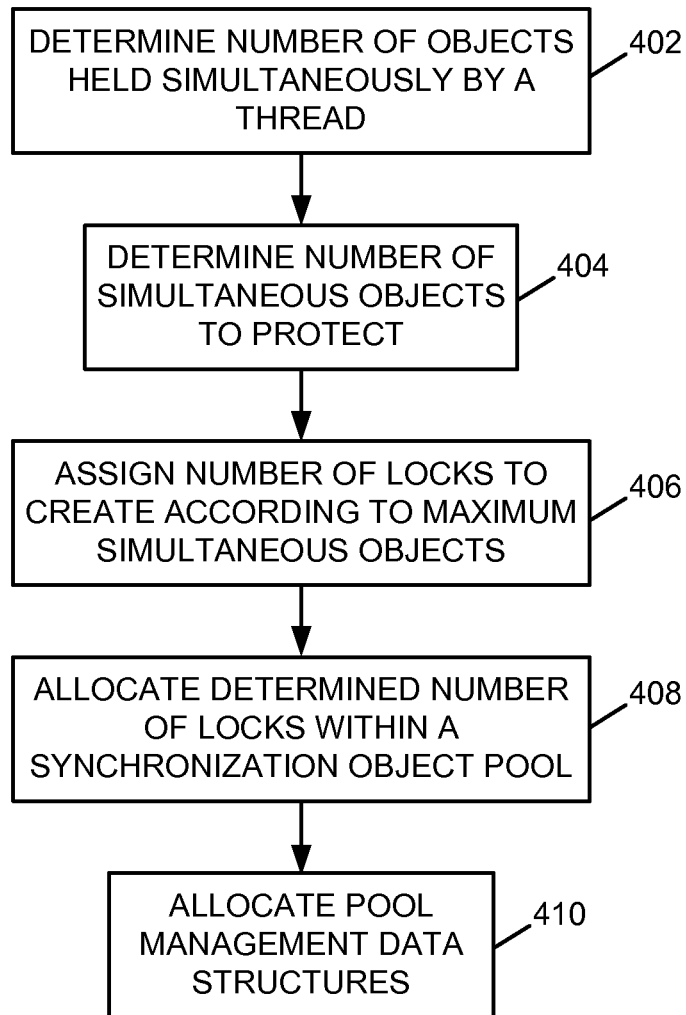 DETERMINE NUMBER OF OBJECTS
HELD SIMULTANEOUSLY BY A
THREAD
402
DETERMINE NUMBER OF
SIMULTANEOUS OBJECTS
TO PROTECT
404
ASSIGN NUMBER OF LOCKS TO
CREATE ACCORDING TO MAXIMUM
SIMULTANEOUS OBJECTS
406
ALLOCATE DETERMINED NUMBER
OF LOCKS WITHIN A
SYNCHRONIZATION OBJECT POOL
408
ALLOCATE POOL
MANAGEMENT DATA
STRUCTURES
410